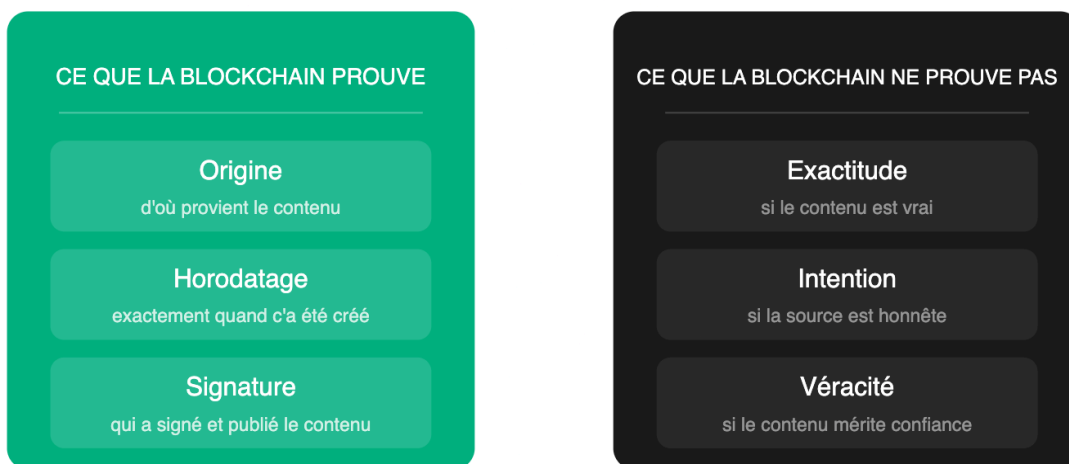 CE QUE LA BLOCKCHAIN PROUVE
Origine
d'où provient le contenu
Horodatage
exactement quand c'a été créé
Signature
qui a signé et publié le contenu
CE QUE LA BLOCKCHAIN NE PROUVE PAS
Exactitude
si le contenu est vrai
Intention
si la source est honnête
Véracité
si le contenu mérite confiance